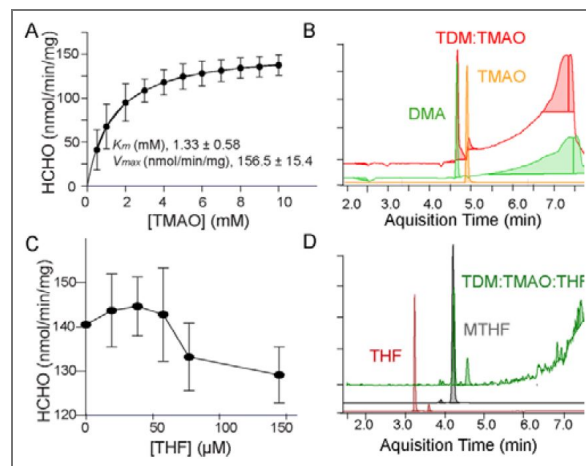 A
HCHO (nmol/min/mg)
150
100
50
0
Km (mM), 1.33 ± 0.58
Vmax (nmol/min/mg), 156.5 ± 15.4
0 2 4 6 8 10
[TMAO] (mM)
B
TDM:TMAO
TMAO
DMA
2.0 3.0 4.0 5.0 6.0 7.0
Aquisition Time (min)
C
HCHO (nmol/min/mg)
150
140
130
120
0 50 100 150
[THF] (µM)
D
TDM:TMAO:THF
MTHF
THF
2.0 3.0 4.0 5.0 6.0 7.0
Aquisition Time (min)